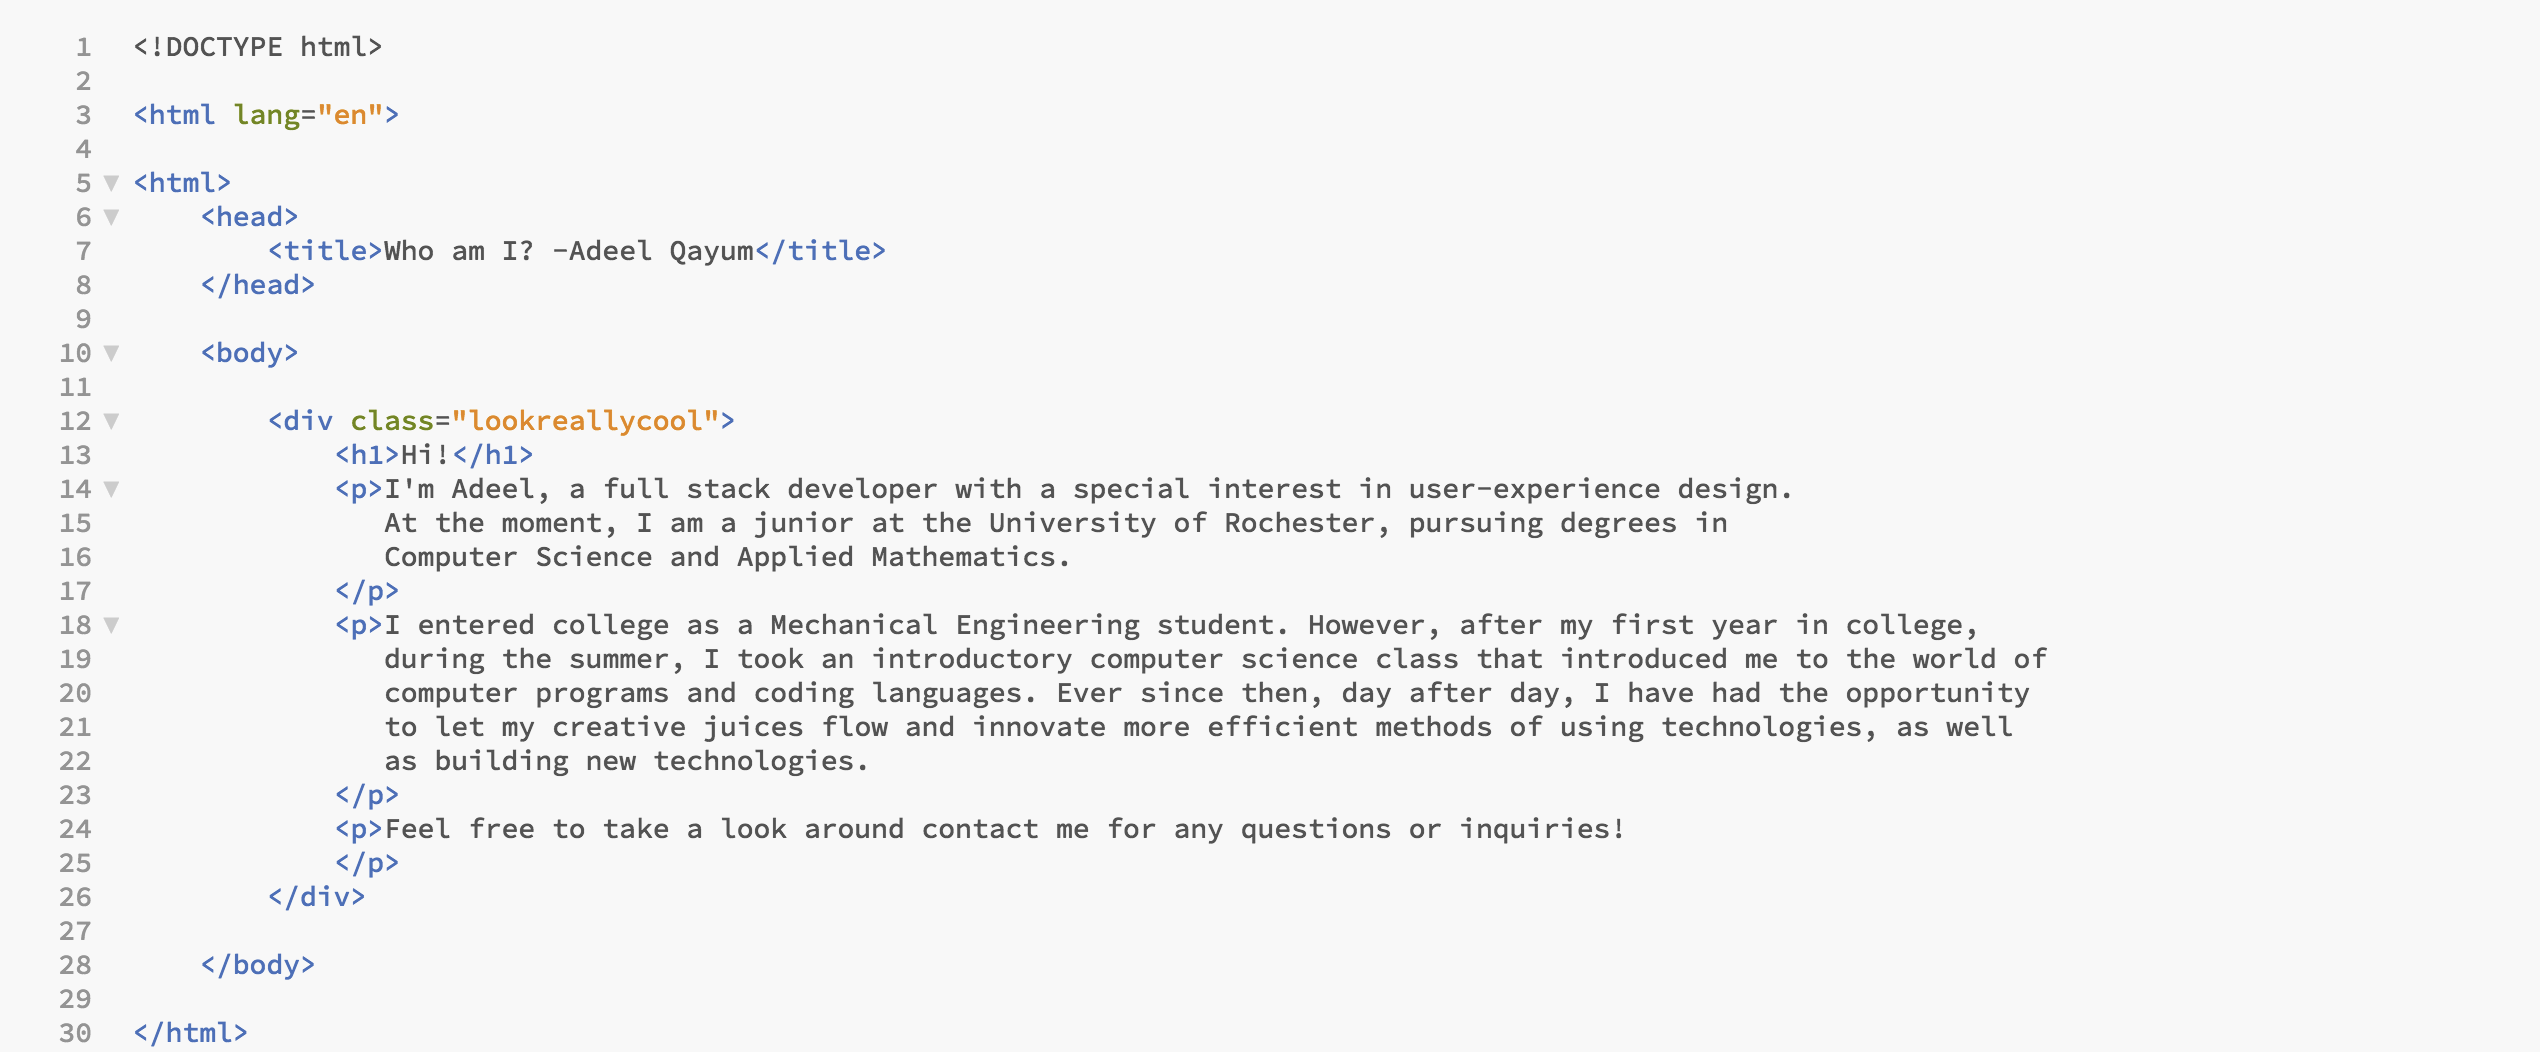 1 <!DOCTYPE html>
2
3 <html lang="en">
4
5 ▼ <html>
6 ▼     <head>
7         <title>Who am I? -Adeel Qayum</title>
8     </head>
9
10 ▼     <body>
11
12 ▼         <div class="lookreallycool">
13             <h1>Hi!</h1>
14 ▼             <p>I'm Adeel, a full stack developer with a special interest in user-experience design.
15                At the moment, I am a junior at the University of Rochester, pursuing degrees in
16                Computer Science and Applied Mathematics.
17             </p>
18 ▼             <p>I entered college as a Mechanical Engineering student. However, after my first year in college,
19                during the summer, I took an introductory computer science class that introduced me to the world of
20                computer programs and coding languages. Ever since then, day after day, I have had the opportunity
21                to let my creative juices flow and innovate more efficient methods of using technologies, as well
22                as building new technologies.
23             </p>
24             <p>Feel free to take a look around contact me for any questions or inquiries!
25             </p>
26         </div>
27
28     </body>
29
30 </html>